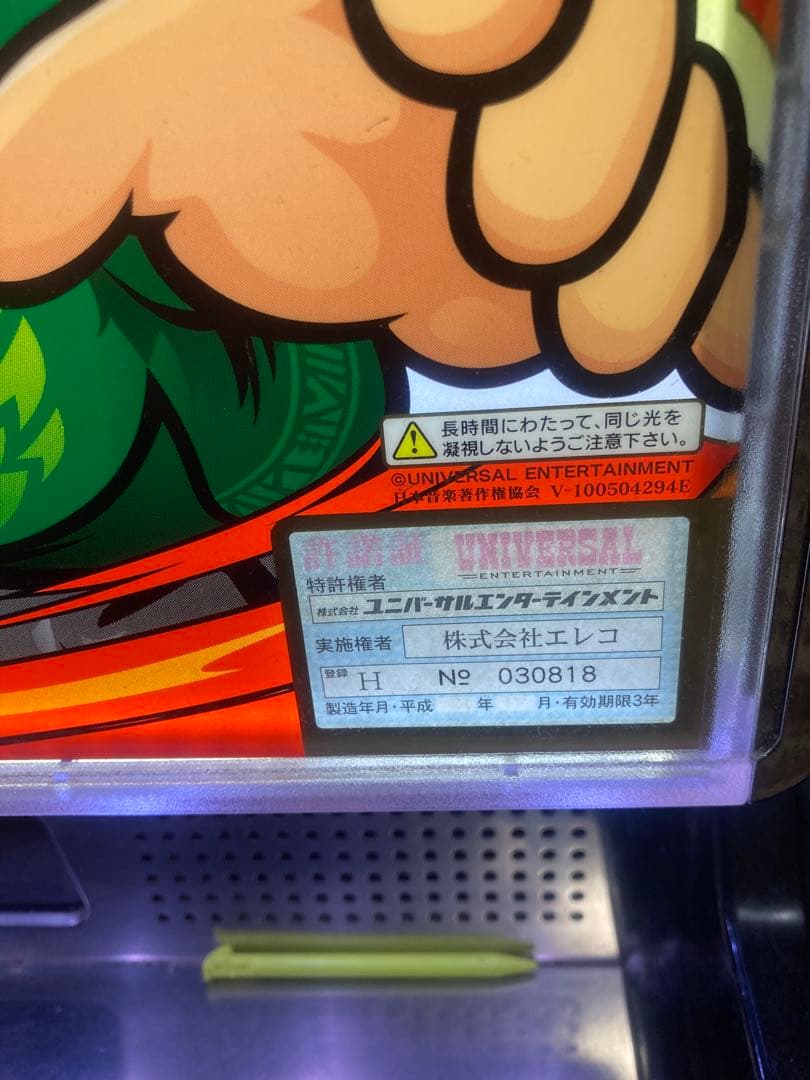 長時間にわたって、同じ光を
凝視しないようご注意下さい。
©UNIVERSAL ENTERTAINMENT
日本音楽著作権協会 V-100504294E
UNIVERSAL
ENTERTAINMENT
特許権者
株式会社 ユニバーサルエンターテインメント
実施権者 株式会社エレコ
登録 H № 030818
製造年月・平成 年 月・有効期限3年